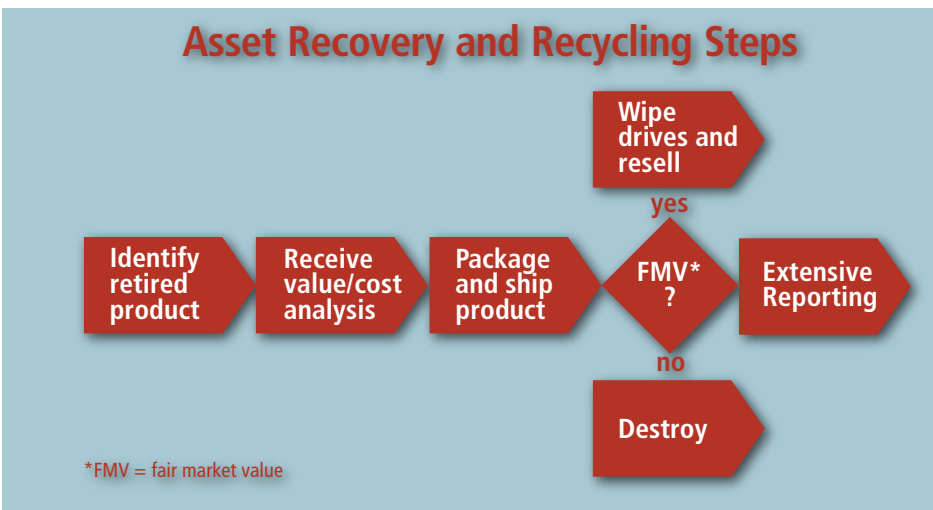 Asset Recovery and Recycling Steps
Wipe
drives and
resell
yes
Identify
retired
product
Receive
value/cost
analysis
Package
and ship
product
FMV*
?
Extensive
Reporting
no
Destroy
*FMV = fair market value